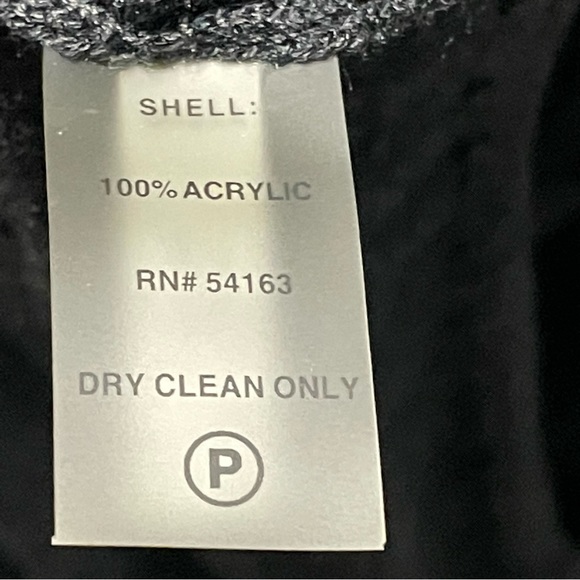 SHELL:
100% ACRYLIC
RN# 54163
DRY CLEAN ONLY
P